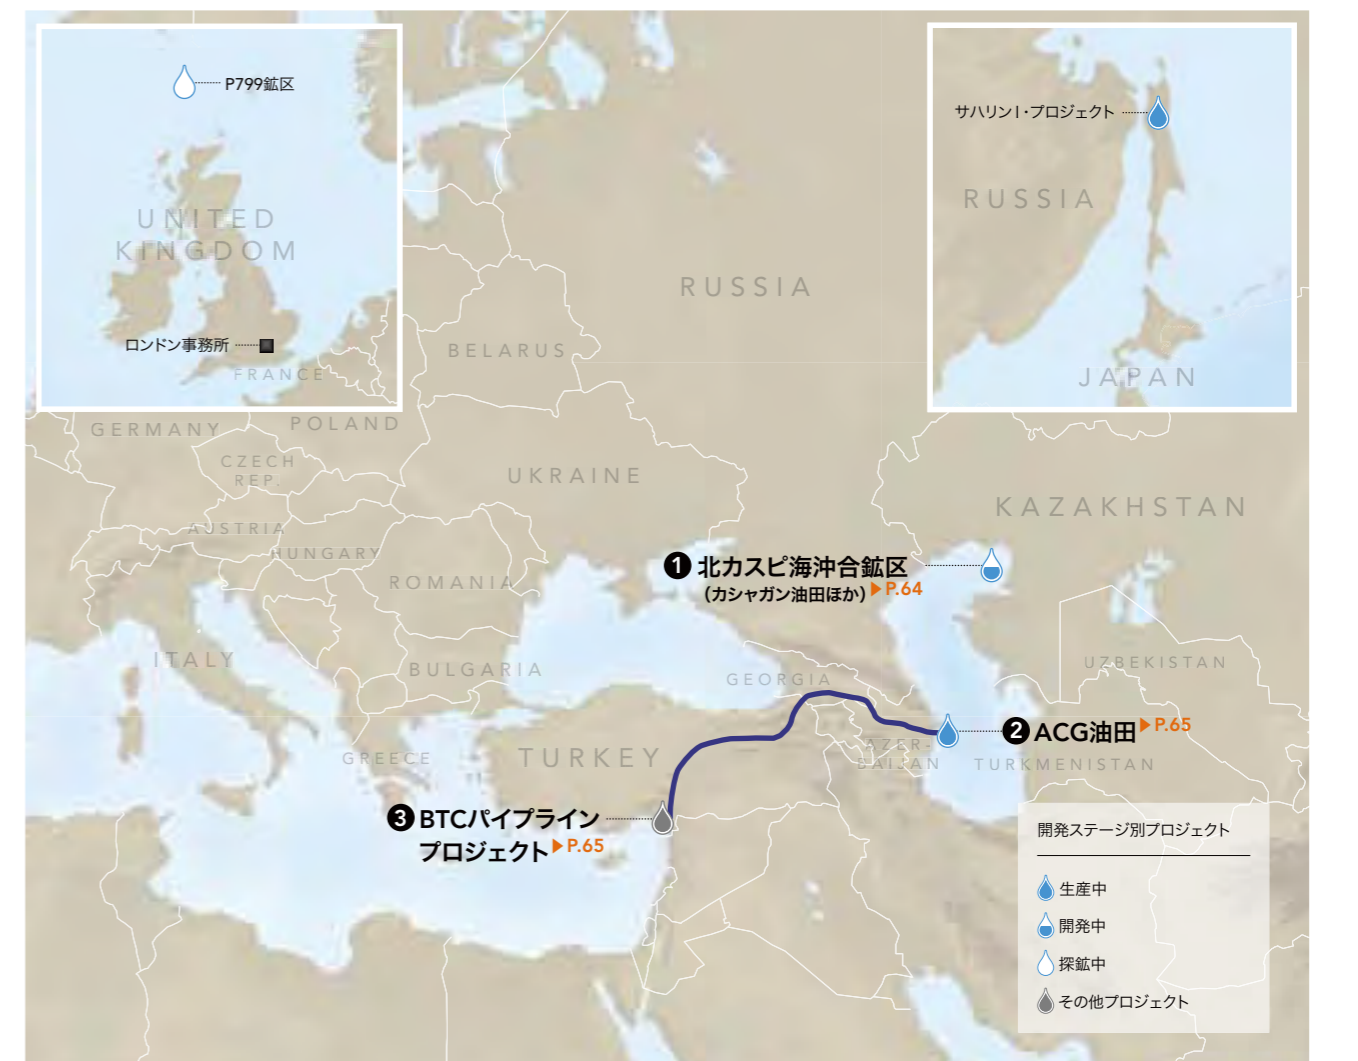 P799鉱区
UNITED
KINGDOM
ロンドン事務所
FRANCE
サハリンI・プロジェクト
RUSSIA
JAPAN
RUSSIA
BELARUS
GERMANY
POLAND
CZECH
REP.
UKRAINE
KAZAKHSTAN
AUSTRIA
HUNGARY
❶ 北カスピ海沖合鉱区
（カシャガン油田ほか）▶P.64
ROMANIA
ITALY
BULGARIA
GEORGIA
UZBEKISTAN
❷ ACG油田▶P.65
GREECE
TURKEY
AZER-
BAIJAN
TURKMENISTAN
❸ BTCパイプライン
プロジェクト▶P.65
開発ステージ別プロジェクト
生産中
開発中
探鉱中
その他プロジェクト